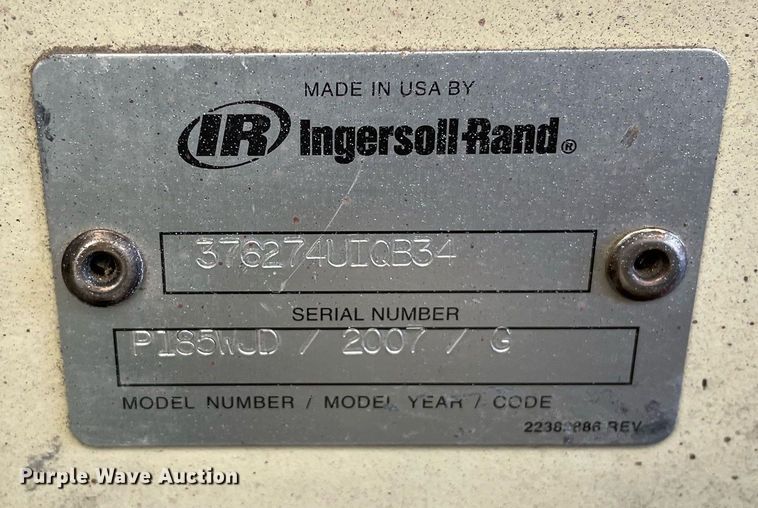 MADE IN USA BY
IR Ingersoll-Rand®
376274UIQB34
SERIAL NUMBER
P185WJD / 2007 / G
MODEL NUMBER / MODEL YEAR / CODE
REV
Purple Wave Auction